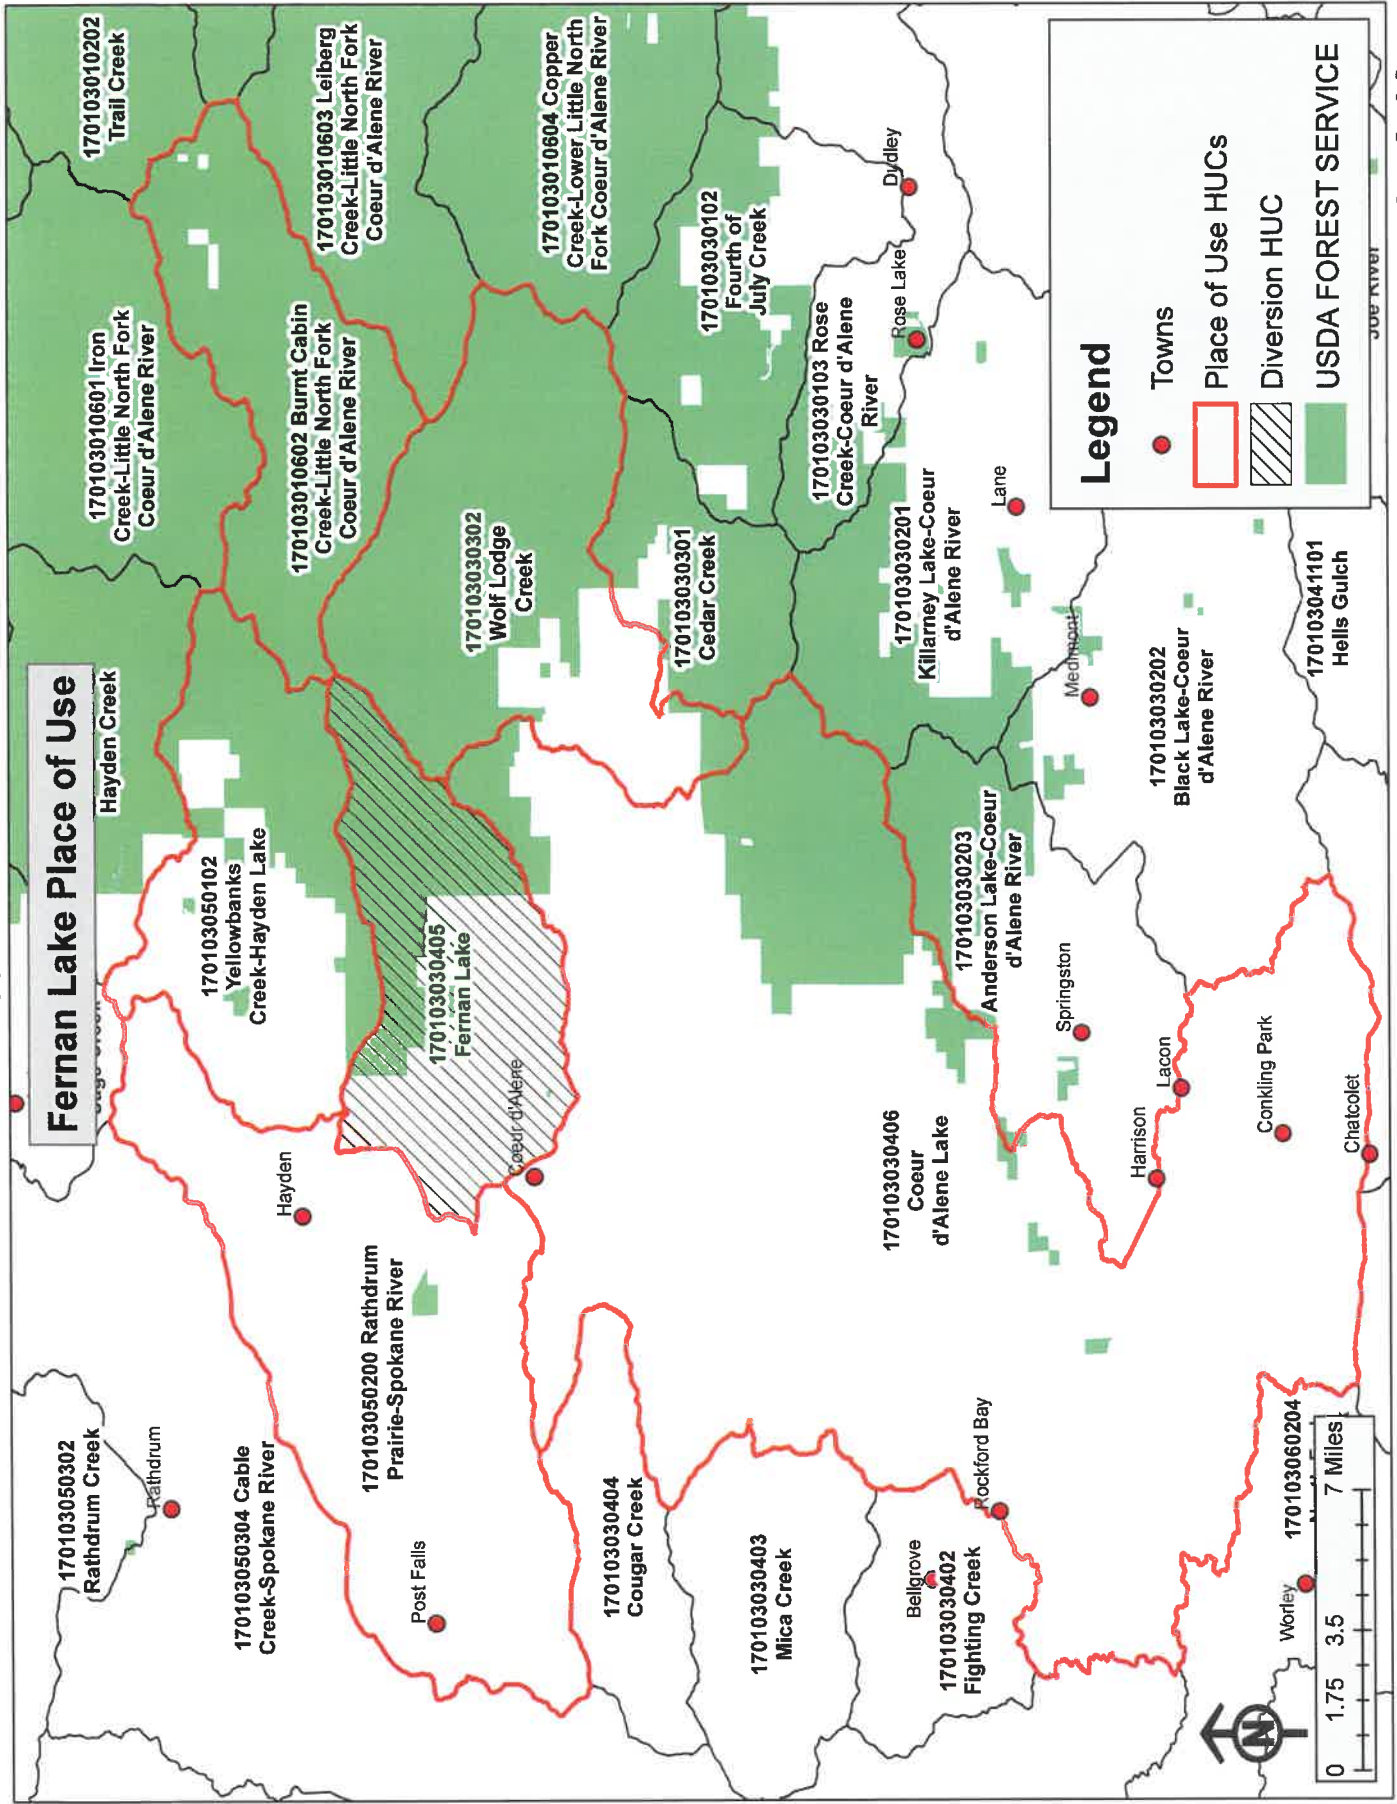 Fernan Lake Place of Use
170103010202
Trail Creek
170103010601 Iron
Creek-Little North Fork
Coeur d'Alene River
170103010603 Leiberg
Creek-Little North Fork
Coeur d'Alene River
170103010602 Burnt Cabin
Creek-Little North Fork
Coeur d'Alene River
170103010604 Copper
Creek-Lower Little North
Fork Coeur d'Alene River
Hayden Creek
170103050102
Yellowbanks
Creek-Hayden Lake
170103030302
Wolf Lodge
Creek
170103030102
Fourth of
July Creek
170103030301
Cedar Creek
170103030103 Rose
Creek-Coeur d'Alene
River
Dudley
Rose Lake
170103030201
Killarney Lake-Coeur
d'Alene River
Lane
Medimont
170103030202
Black Lake-Coeur
d'Alene River
170103041101
Hells Gulch
170103030203
Anderson Lake-Coeur
d'Alene River
Springston
Lacon
Harrison
Conkling Park
Chatcolet
170103030405
Fernan Lake
Coeur d'Alene
Hayden
170103030406
Coeur
d'Alene Lake
170103050302
Rathdrum Creek
Rathdrum
170103050304 Cable
Creek-Spokane River
170103050200 Rathdrum
Prairie-Spokane River
Post Falls
170103030404
Cougar Creek
170103030403
Mica Creek
Bellgrove
170103030402
Fighting Creek
Rockford Bay
170103060204
Worley
N
0 1.75 3.5 7 Miles
Legend
Towns
Place of Use HUCs
Diversion HUC
USDA FOREST SERVICE
Joe River